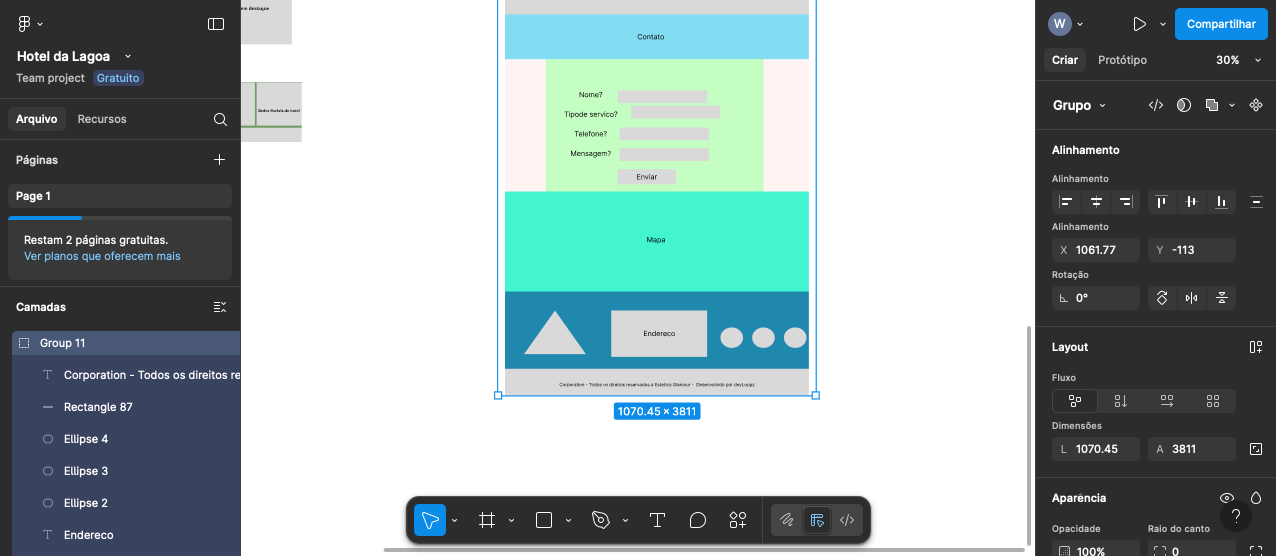 Hotel da Lagoa
Team project Gratuito
Arquivo Recursos
Páginas
Page 1
Restam 2 páginas gratuitas.
Ver planos que oferecem mais
Camadas
Group 11
Corporation - Todos os direitos re
Rectangle 87
Ellipse 4
Ellipse 3
Ellipse 2
Endereco
em destaque
Contato
Nome?
Tipode servico?
Telefone?
Mensagem?
Enviar
Mapa
Endereco
Corporation - Todos os direitos reservados a Estetica Glamour - Desenvolvido por devLoopz
1070.45 × 3811
W
Compartilhar
Criar Protótipo 30%
Grupo
Alinhamento
Alinhamento
Alinhamento
X 1061.77 Y -113
Rotação
0°
Layout
Fluxo
Dimensões
L 1070.45 A 3811
Aparência
?
Opacidade Raio do canto
100% 0